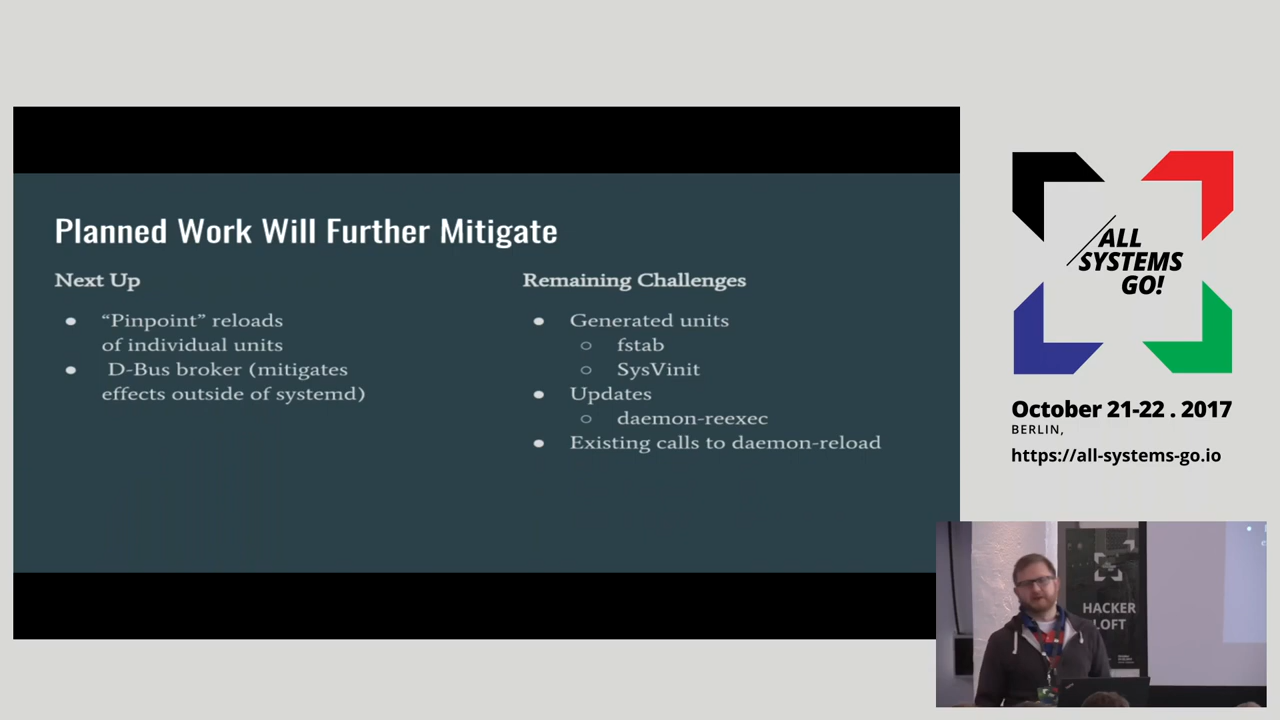 Planned Work Will Further Mitigate
Next Up
● “Pinpoint” reloads
of individual units
● D-Bus broker (mitigates
effects outside of systemd)
Remaining Challenges
● Generated units
○ fstab
○ SysVinit
● Updates
○ daemon-reexec
● Existing calls to daemon-reload
ALL
SYSTEMS
GO!
October 21-22 . 2017
BERLIN,
https://all-systems-go.io
HACKER
LOFT